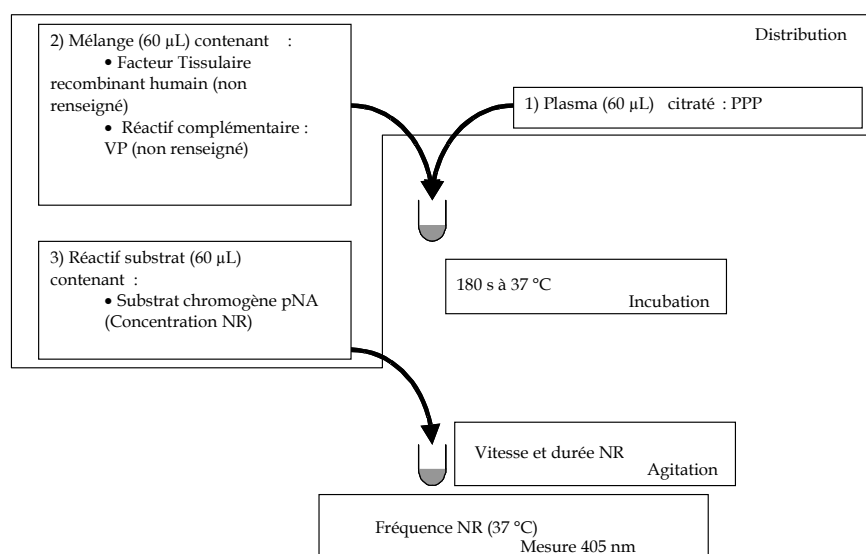 Distribution
2) Mélange (60 µL) contenant :
• Facteur Tissulaire
recombinant humain (non
renseigné)
• Réactif complémentaire :
VP (non renseigné)
1) Plasma (60 µL) citraté : PPP
3) Réactif substrat (60 µL)
contenant :
• Substrat chromogène pNA
(Concentration NR)
180 s à 37 °C
Incubation
Vitesse et durée NR
Agitation
Fréquence NR (37 °C)
Mesure 405 nm